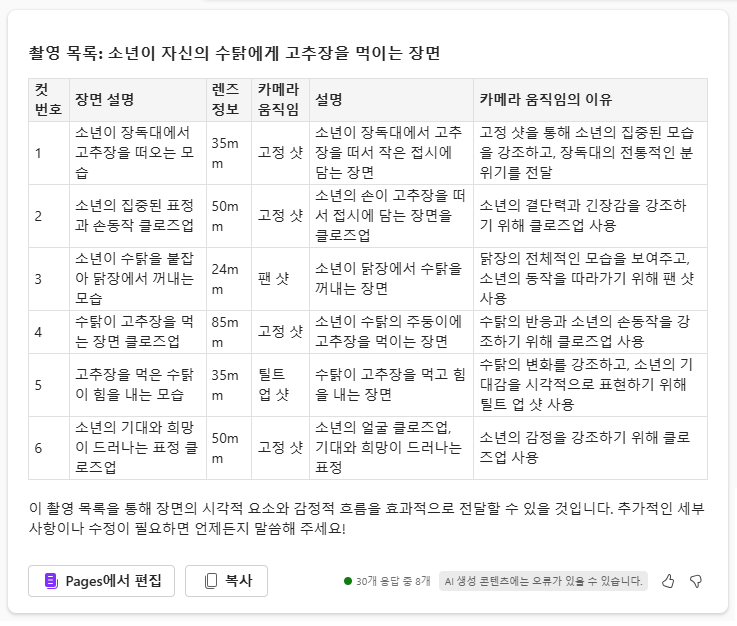 촬영 목록: 소년이 자신의 수탉에게 고추장을 먹이는 장면
컷 번호 장면 설명 렌즈 정보 카메라 움직임 설명 카메라 움직임의 이유
1 소년이 장독대에서 고추장을 떠오는 모습 35mm 고정 샷 소년이 장독대에서 고추장을 떠서 작은 접시에 담는 장면 고정 샷을 통해 소년의 집중된 모습을 강조하고, 장독대의 전통적인 분위기를 전달
2 소년의 집중된 표정과 손동작 클로즈업 50mm 고정 샷 소년의 손이 고추장을 떠서 접시에 담는 장면을 클로즈업 소년의 결단력과 긴장감을 강조하기 위해 클로즈업 사용
3 소년이 수탉을 붙잡아 닭장에서 꺼내는 모습 24mm 팬 샷 소년이 닭장에서 수탉을 꺼내는 장면 닭장의 전체적인 모습을 보여주고, 소년의 동작을 따라가기 위해 팬 샷 사용
4 수탉이 고추장을 먹는 장면 클로즈업 85mm 고정 샷 소년이 수탉의 주둥이에 고추장을 먹이는 장면 수탉의 반응과 소년의 손동작을 강조하기 위해 클로즈업 사용
5 고추장을 먹은 수탉이 힘을 내는 모습 35mm 틸트 업 샷 수탉이 고추장을 먹고 힘을 내는 장면 수탉의 변화를 강조하고, 소년의 기대감을 시각적으로 표현하기 위해 틸트 업 샷 사용
6 소년의 기대와 희망이 드러나는 표정 클로즈업 50mm 고정 샷 소년의 얼굴 클로즈업, 기대와 희망이 드러나는 표정 소년의 감정을 강조하기 위해 클로즈업 사용
이 촬영 목록을 통해 장면의 시각적 요소와 감정적 흐름을 효과적으로 전달할 수 있을 것입니다. 추가적인 세부
사항이나 수정이 필요하면 언제든지 말씀해 주세요!
Pages에서 편집 복사 30개 응답 중 8개 AI 생성 콘텐츠에는 오류가 있을 수 있습니다.